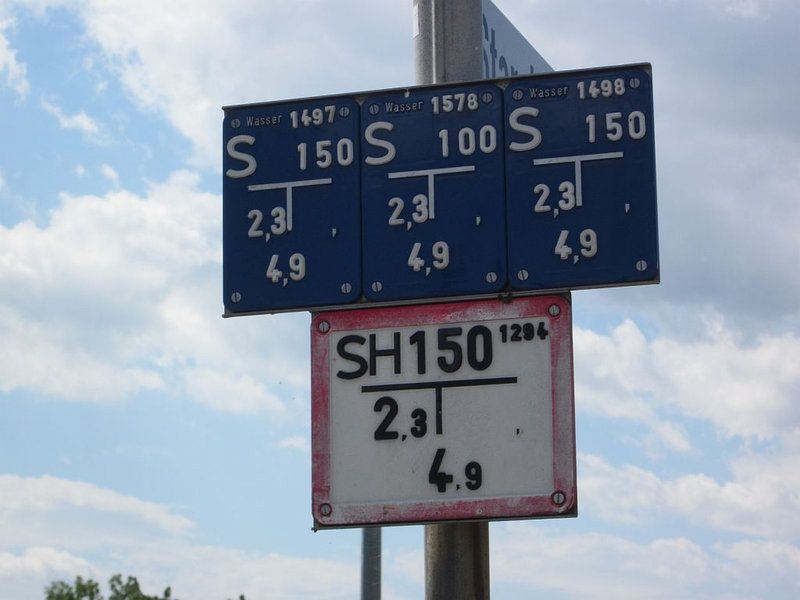 Wasser 1497
S 150
2,3 ,
4,9
Wasser 1578
S 100
2,3 ,
4,9
Wasser 1498
S 150
2,3 ,
4,9
SH150 1294
2,3 ,
4,9